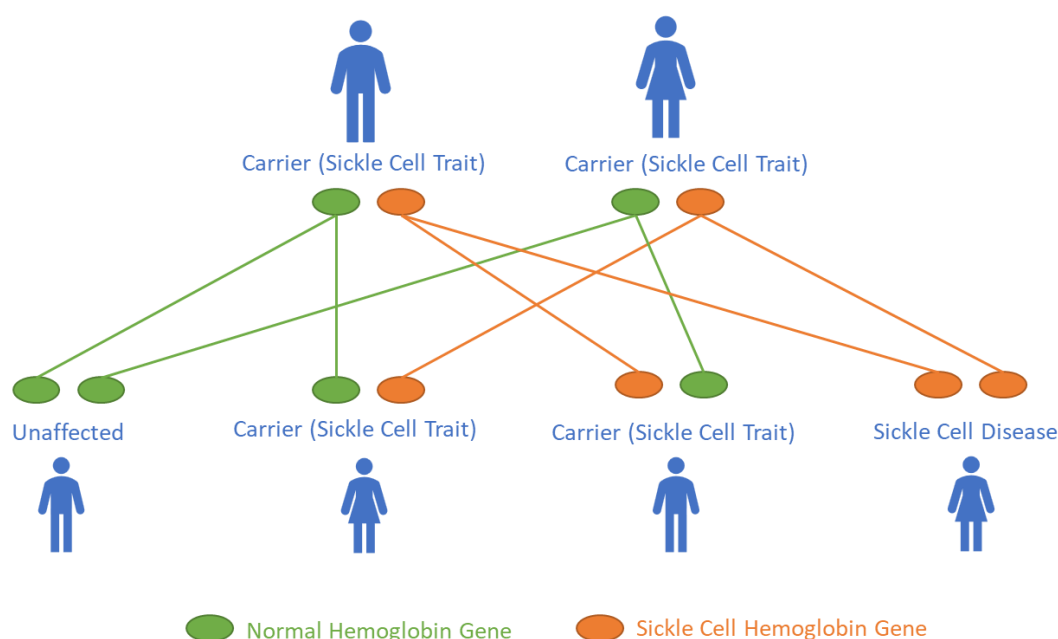 Carrier (Sickle Cell Trait)
Carrier (Sickle Cell Trait)
Unaffected
Carrier (Sickle Cell Trait)
Carrier (Sickle Cell Trait)
Sickle Cell Disease
Normal Hemoglobin Gene
Sickle Cell Hemoglobin Gene